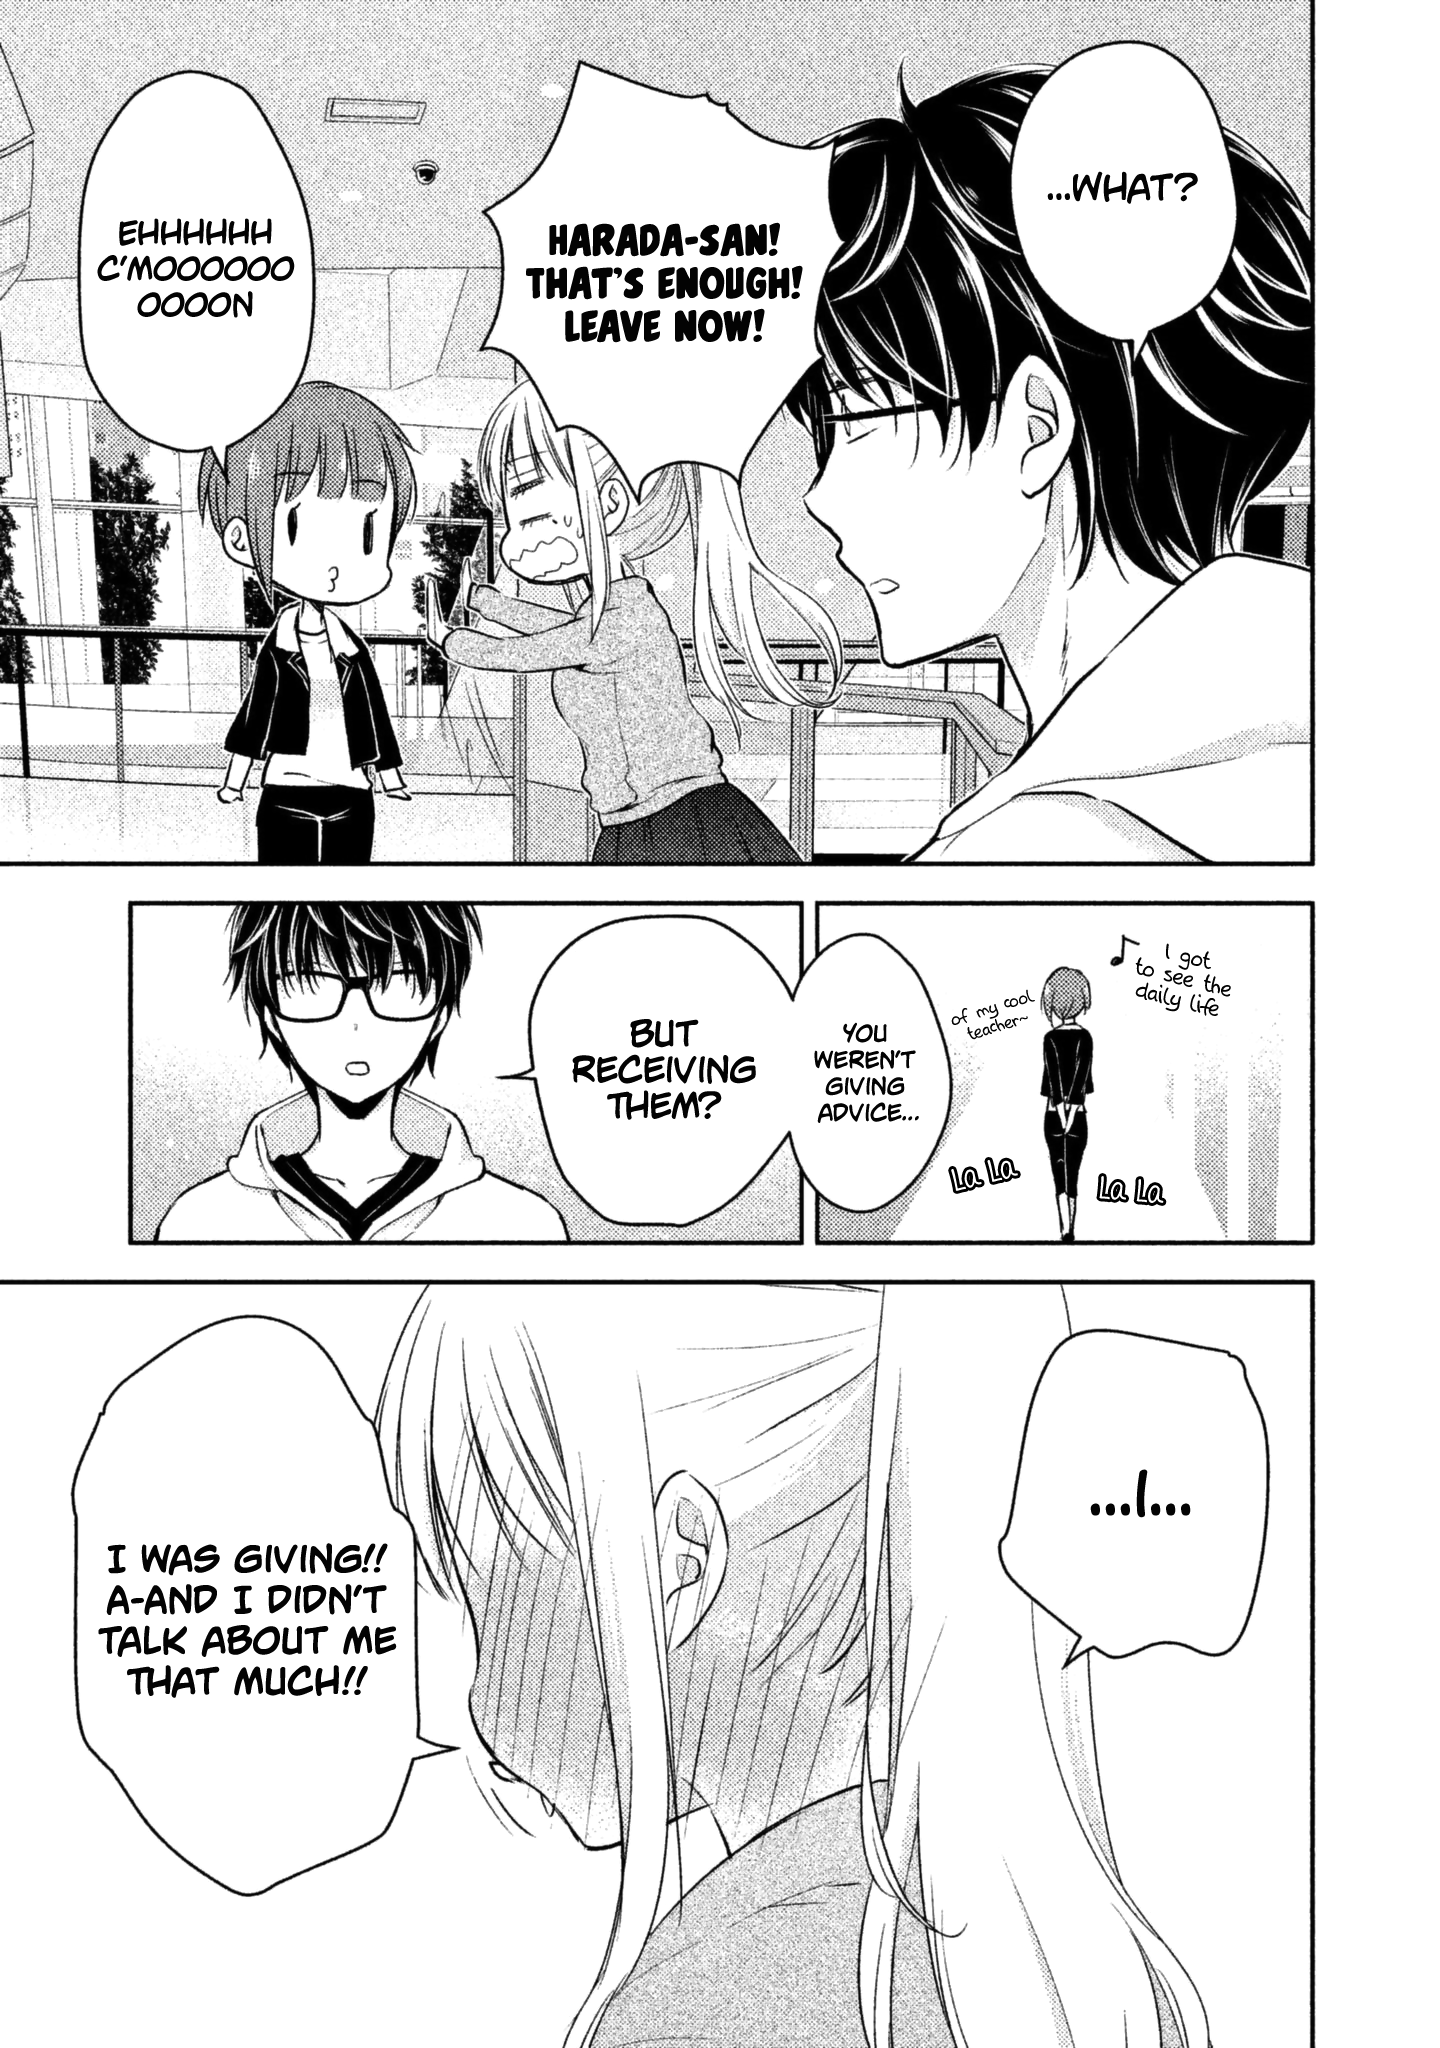 ...WHAT?
HARADA-SAN!
THAT'S ENOUGH!
LEAVE NOW!
EHHHHHH
C'MOOOOOO
OOOON
I got
to see the
daily life
of my cool
teacher~
La La
La La
YOU
WEREN'T
GIVING
ADVICE...
BUT
RECEIVING
THEM?
...I...
I WAS GIVING!!
A-AND I DIDN'T
TALK ABOUT ME
THAT MUCH!!